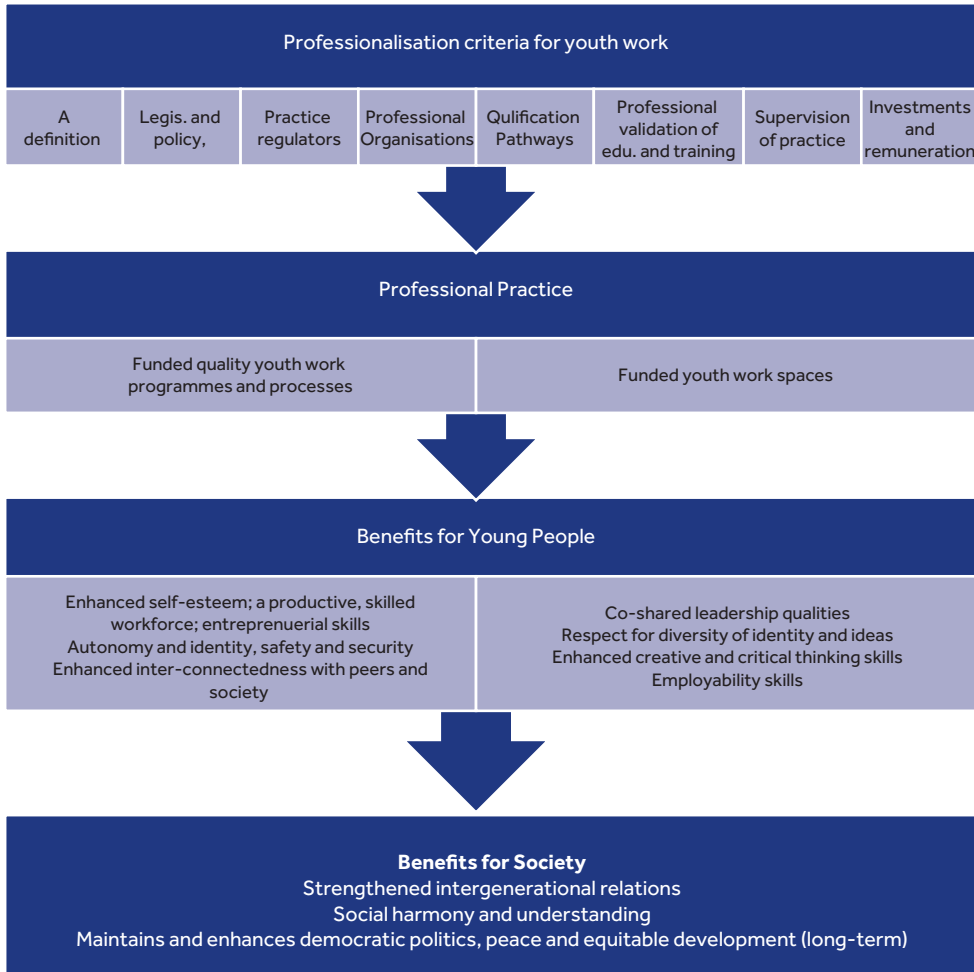 Professionalisation criteria for youth work
A
definition
Legis. and
policy,
Practice
regulators
Professional
Organisations
Qulification
Pathways
Professional
validation of
edu. and training
Supervision
of practice
Investments
and
remuneration
Professional Practice
Funded quality youth work
programmes and processes
Funded youth work spaces
Benefits for Young People
Enhanced self-esteem; a productive, skilled
workforce; entreprenuerial skills
Autonomy and identity, safety and security
Enhanced inter-connectedness with peers and
society
Co-shared leadership qualities
Respect for diversity of identity and ideas
Enhanced creative and critical thinking skills
Employability skills
Benefits for Society
Strengthened intergenerational relations
Social harmony and understanding
Maintains and enhances democratic politics, peace and equitable development (long-term)